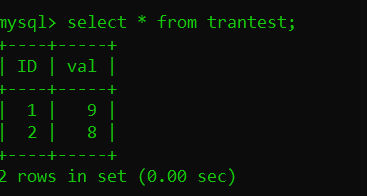 mysql> select * from trantest;
+----+-----+
| ID | val |
+----+-----+
|  1 |   9 |
|  2 |   8 |
+----+-----+
2 rows in set (0.00 sec)